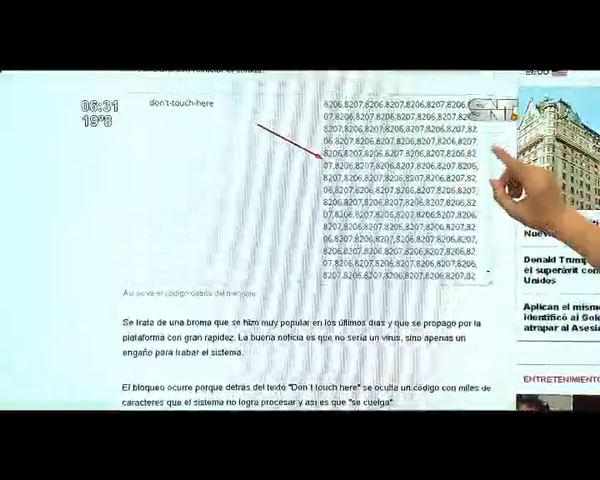 06:31
19°8
SNT
don't-touch-here
8206,8207,8206,8207,8206,8207,8206,
07,8206,8207,8206,8207,8206,8207,82
8207,8206,8207,8206,8207,8206,8207,82
06,8207,8206,8207,8206,8207,8206,8207,
8206,8207,8206,8207,8206,8207,8206,82
07,8206,8207,8206,8207,8206,8207,8206,
8207,8206,8207,8206,8207,8206,8207,82
06,8207,8206,8207,8206,8207,8206,8207,
8206,8207,8206,8207,8206,8207,8206,82
07,8206,8207,8206,8207,8206,8207,8206,
8207,8206,8207,8206,8207,8206,8207,82
06,8207,8206,8207,8206,8207,8206,8207,
8206,8207,8206,8207,8206,8207,8206,82
07,8206,8207,8206,8207,8206,8207,8206,
8207,8206,8207,8206,8207,8206,8207,82
Así se ve el código detrás del mensaje
Se trata de una broma que se hizo muy popular en los últimos días y que se propagó por la
plataforma con gran rapidez. La buena noticia es que no sería un virus, sino apenas un
engaño para trabar el sistema.
El bloqueo ocurre porque detrás del texto "Don't touch here" se oculta un código con miles de
caracteres que el sistema no logra procesar y así es que "se cuelga"
Donald Trump
el superávit con
Unidos
Aplican el mism
identificó al Gol
atrapar al Asesi
ENTRETENIMIENTO